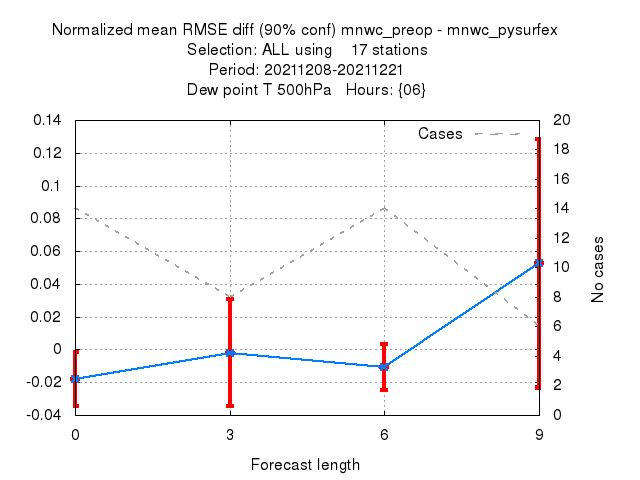 Normalized mean RMSE diff (90% conf) mnwc_preop - mnwc_pysurfex
Selection: ALL using 17 stations
Period: 20211208-20211221
Dew point T 500hPa Hours: {06}
Cases
0.14
0.12
0.1
0.08
0.06
0.04
0.02
0
-0.02
-0.04
20
18
16
14
12
10
8
6
4
2
0
No cases
0 3 6 9
Forecast length